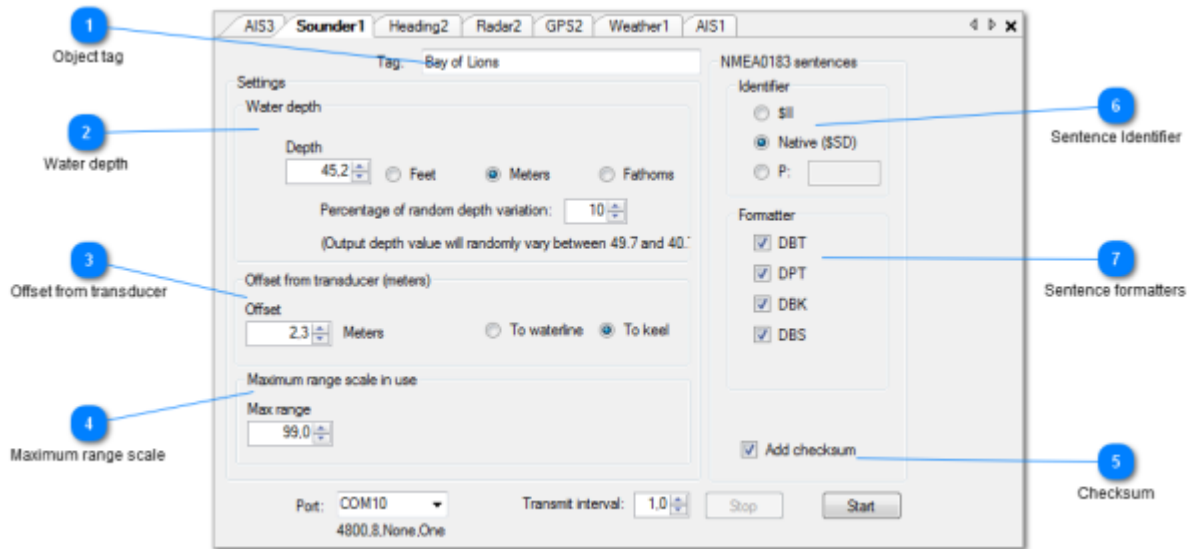 AIS3 Sounder1 Heading2 Radar2 GPS2 Weather1 AIS1
1
Object tag
Tag: Bay of Lions
Settings
Water depth
2
Water depth
Depth
45,2 Feet Meters Fathoms
Percentage of random depth variation: 10
(Output depth value will randomly vary between 49.7 and 40.
3
Offset from transducer
Offset from transducer (meters)
Offset
2,3 Meters To waterline To keel
4
Maximum range scale
Maximum range scale in use
Max range
99,0
NMEA0183 sentences
Identifier
$II
Native ($SD)
P:
6
Sentence Identifier
Formatter
DBT
DPT
DBK
DBS
7
Sentence formatters
Add checksum
5
Checksum
Port: COM10 Transmit interval: 1,0 Stop Start
4800,8,None,One